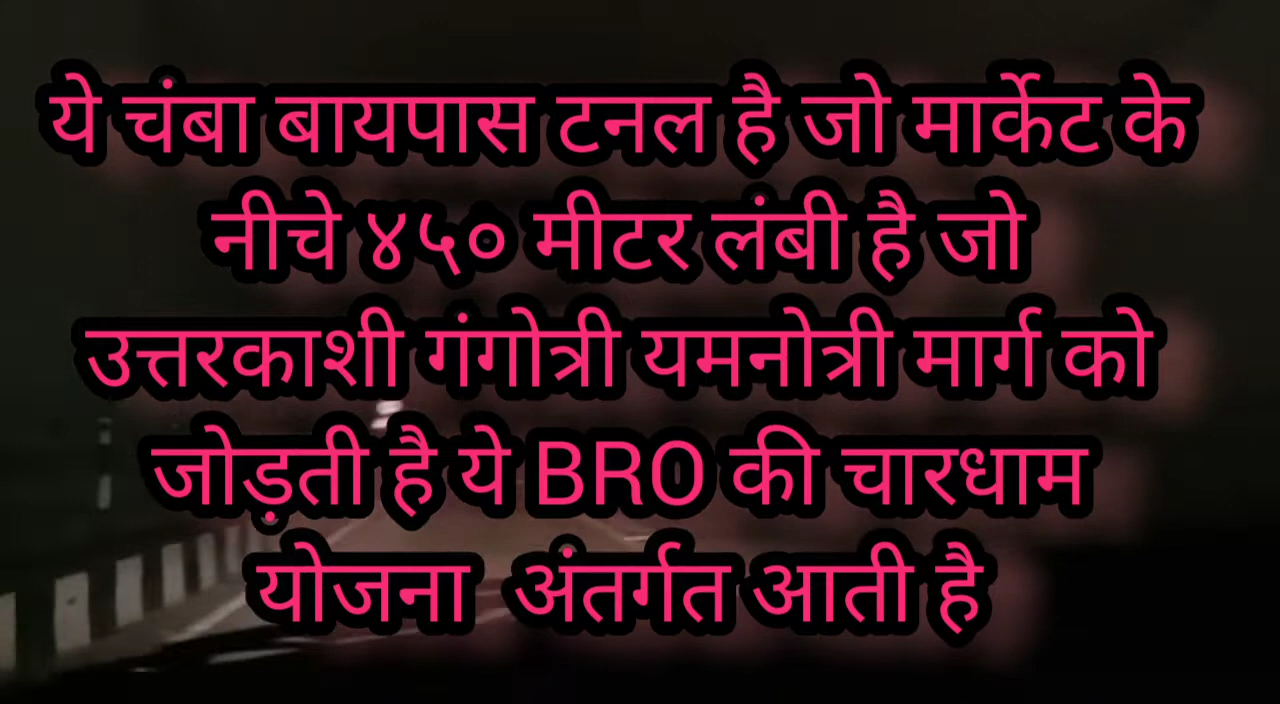 ये चंबा बायपास टनल है जो मार्केट के
नीचे ४५० मीटर लंबी है जो
उत्तरकाशी गंगोत्री यमनोत्री मार्ग को
जोड़ती है ये BRO की चारधाम
योजना अंतर्गत आती है